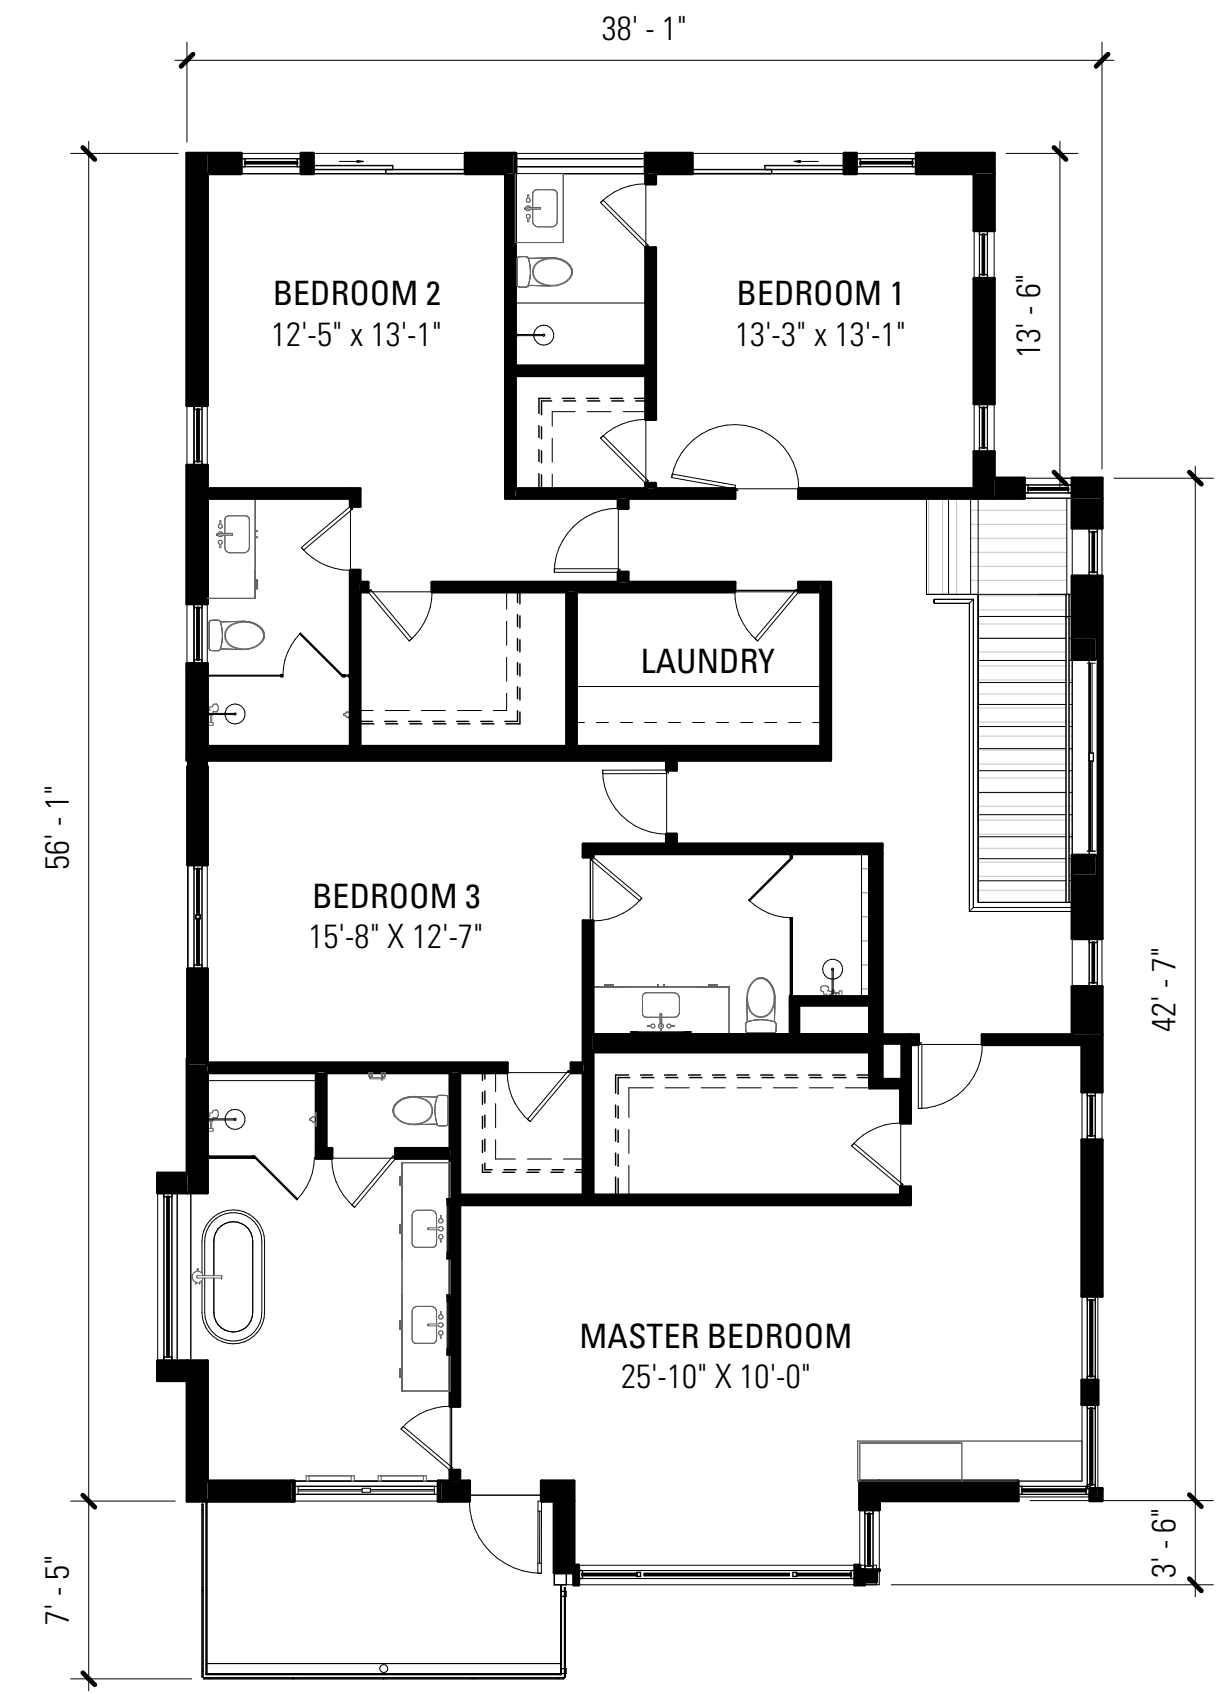 38' - 1"
BEDROOM 2
12'-5" x 13'-1"
BEDROOM 1
13'-3" x 13'-1"
13' - 6"
LAUNDRY
56' - 1"
BEDROOM 3
15'-8" X 12'-7"
42' - 7"
MASTER BEDROOM
25'-10" X 10'-0"
7' - 5"
3' - 6"